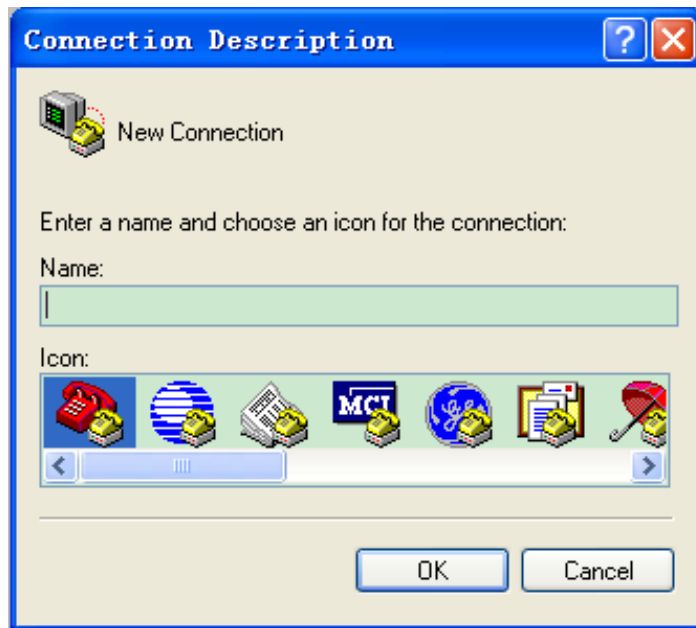 Connection Description
New Connection
Enter a name and choose an icon for the connection:
Name:
Icon:
MCI
OK
Cancel